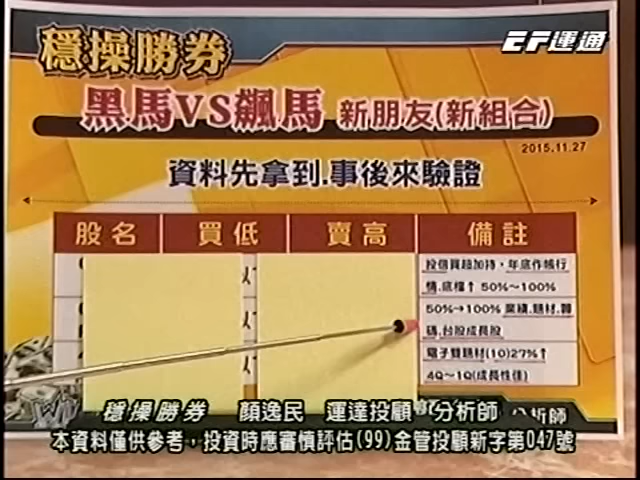 穩操勝券
EF運通
黑馬VS飆馬 新朋友(新組合)
2015.11.27
資料先拿到.事後來驗證
股名 買低 賣高 備註
投信買超加持，年底作帳行
情.底檔↑ 50%~100%
50%→100% 業績.題材.轉
碼.台股成長股
電子雙題材(10)27%↑
4Q~1Q(成長性佳)
穩操勝券 顏逸民 運達投顧 分析師
分析師
本資料僅供參考，投資時應審慎評估(99)金管投顧新字第047號